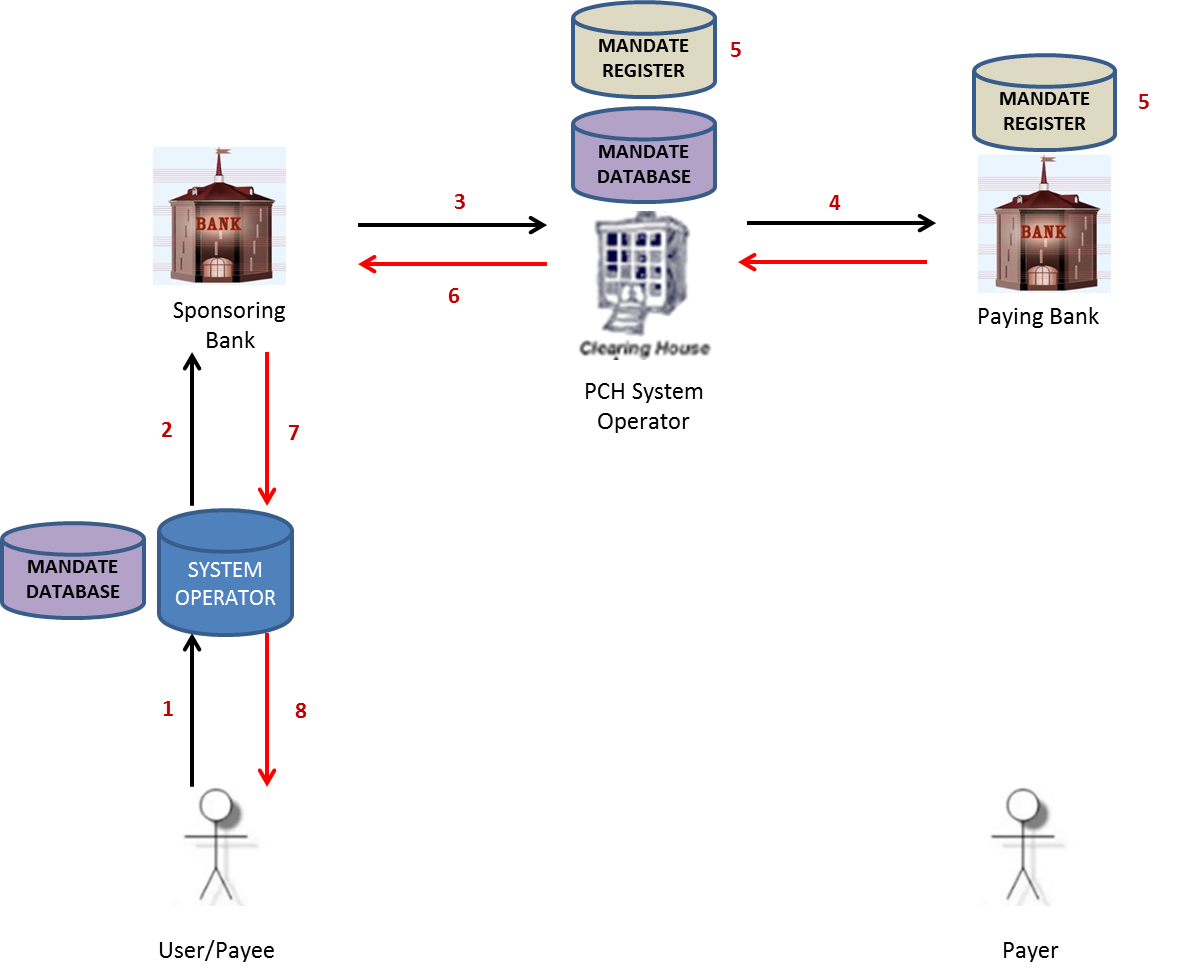 MANDATE
REGISTER
5
MANDATE
REGISTER
5
MANDATE
DATABASE
BANK
3
4
BANK
6
Sponsoring
Bank
Clearing House
Paying Bank
PCH System
Operator
2
7
MANDATE
DATABASE
SYSTEM
OPERATOR
1
8
User/Payee
Payer